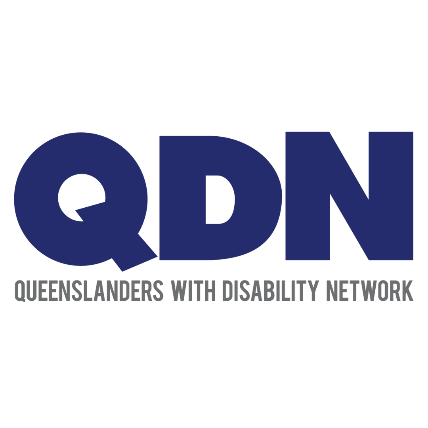 QDN
QUEENSLANDERS WITH DISABILITY NETWORK